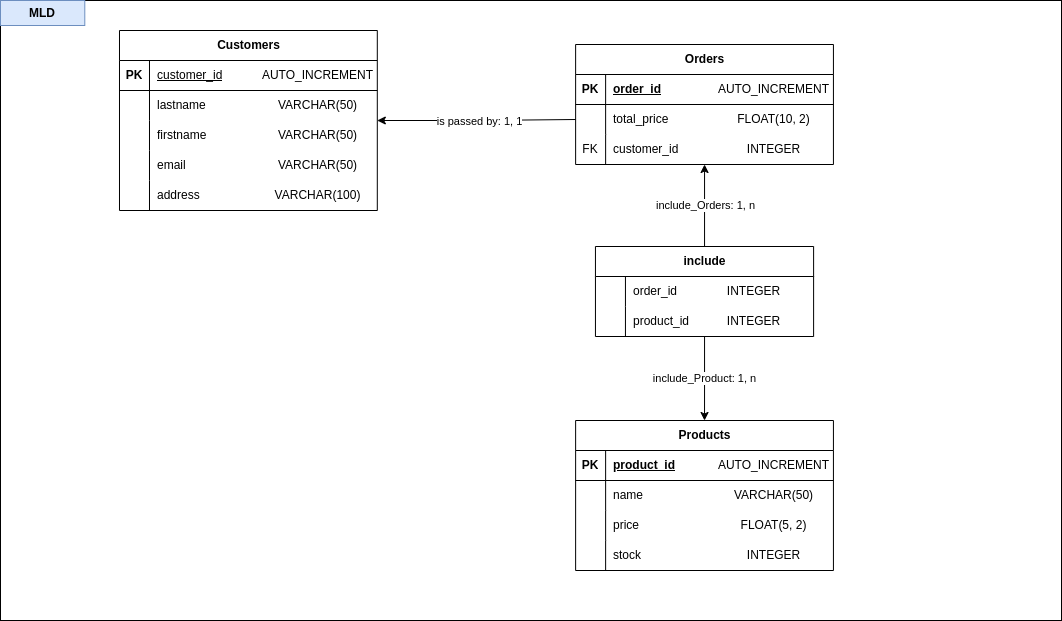 MLD
Customers
PK customer_id AUTO_INCREMENT
lastname VARCHAR(50)
firstname VARCHAR(50)
email VARCHAR(50)
address VARCHAR(100)
is passed by: 1, 1
Orders
PK order_id AUTO_INCREMENT
total_price FLOAT(10, 2)
FK customer_id INTEGER
include_Orders: 1, n
include
order_id INTEGER
product_id INTEGER
include_Product: 1, n
Products
PK product_id AUTO_INCREMENT
name VARCHAR(50)
price FLOAT(5, 2)
stock INTEGER